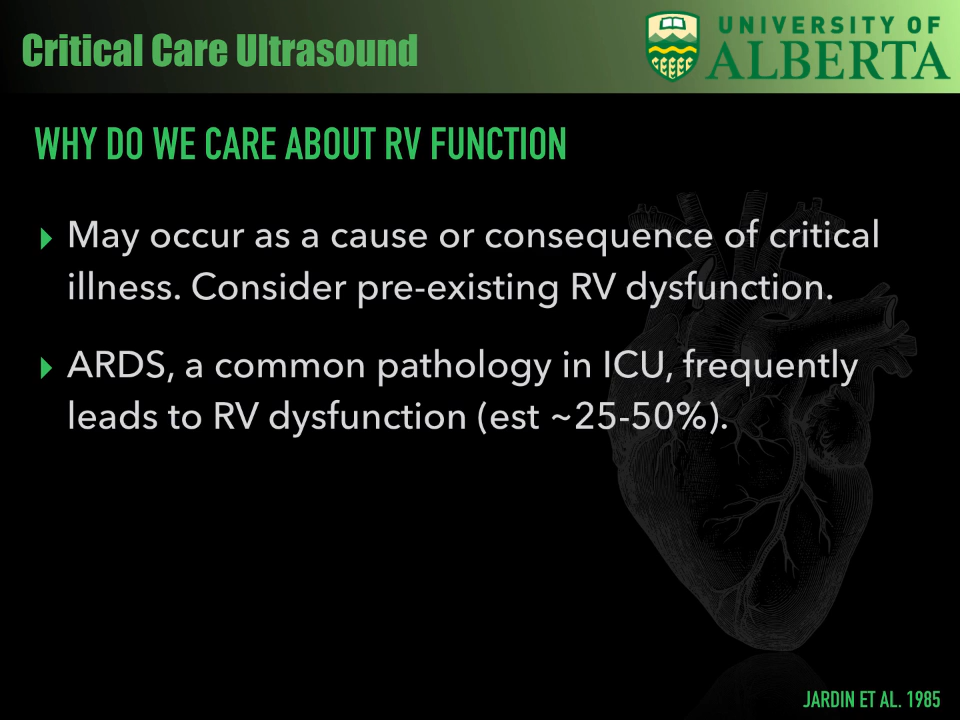 Critical Care Ultrasound
UNIVERSITY OF
ALBERTA
WHY DO WE CARE ABOUT RV FUNCTION
May occur as a cause or consequence of critical
illness. Consider pre-existing RV dysfunction.
ARDS, a common pathology in ICU, frequently
leads to RV dysfunction (est ~25-50%).
JARDIN ET AL. 1985